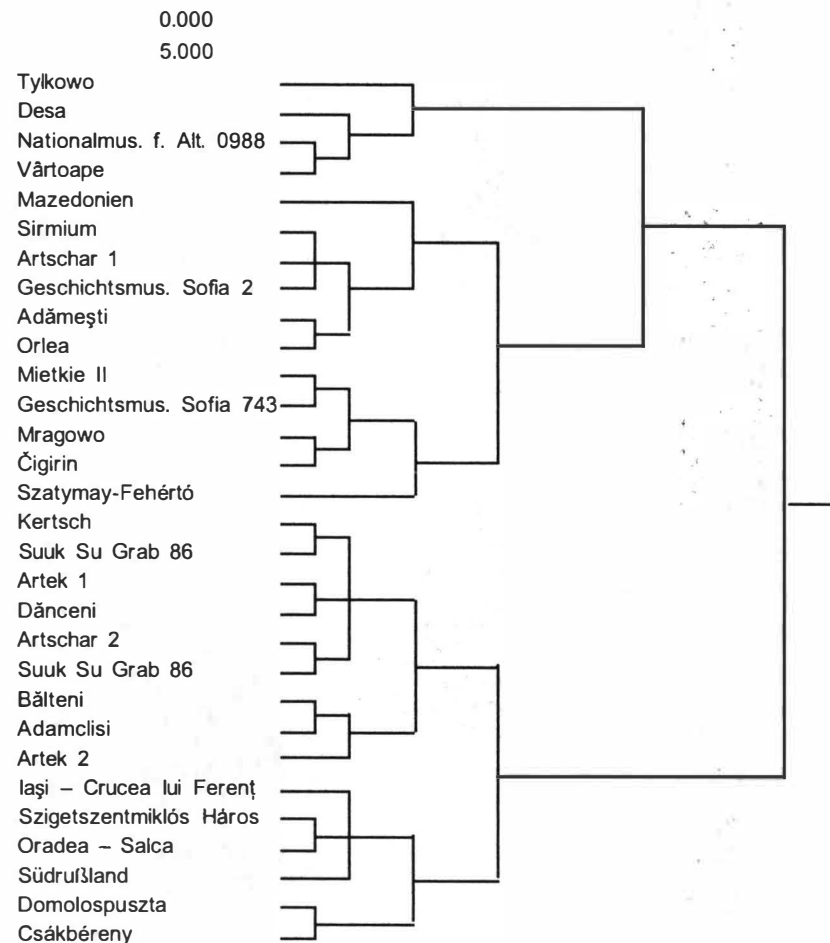 0.000
5.000
Tylkowo
Desa
Nationalmus. f. Alt. 0988
Vârtoape
Mazedonien
Sirmium
Artschar 1
Geschichtsmus. Sofia 2
Adămeşti
Orlea
Mietkie II
Geschichtsmus. Sofia 743
Mragowo
Čigirin
Szatymay-Fehértó
Kertsch
Suuk Su Grab 86
Artek 1
Dănceni
Artschar 2
Suuk Su Grab 86
Bălteni
Adamclisi
Artek 2
Iaşi – Crucea lui Ferenţ
Szigetszentmiklós Háros
Oradea – Salca
Südrußland
Domolospuszta
Csákbéreny